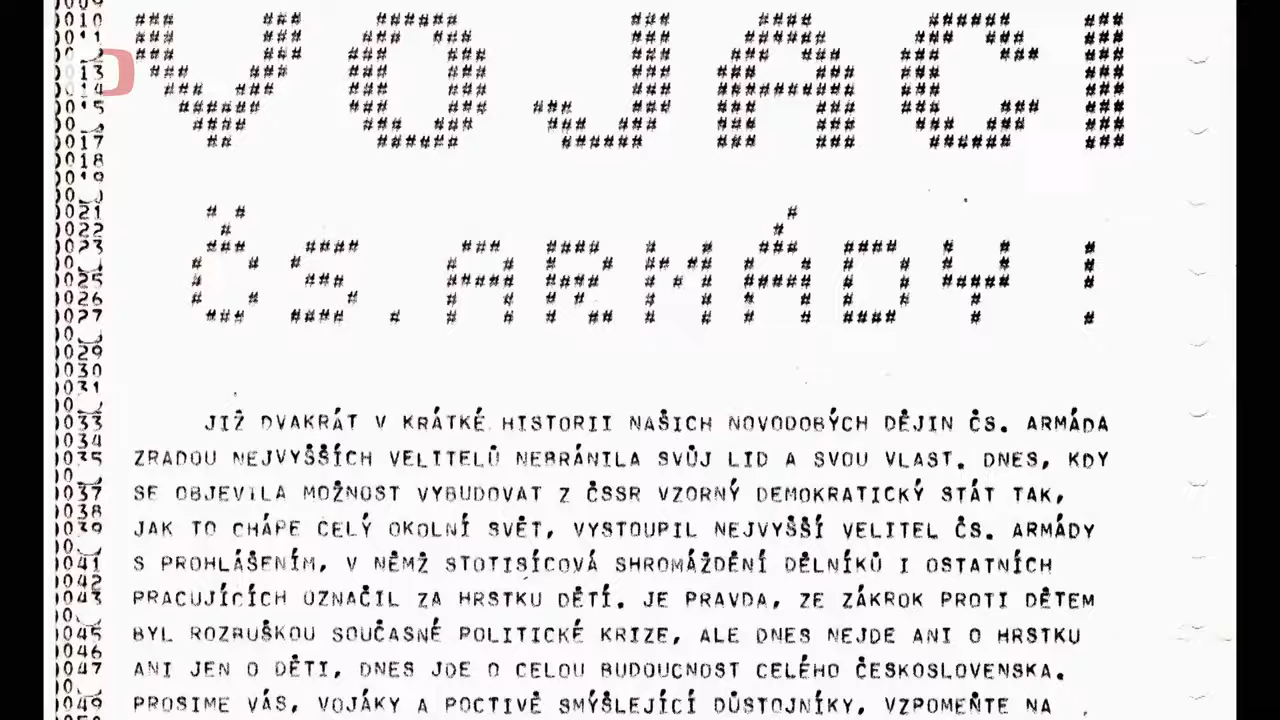 VOJÁCI
ČS. ARMÁDY !
JIŽ DVAKRÁT V KRÁTKÉ HISTORII NAŠICH NOVODOBÝCH DĚJIN ČS. ARMÁDA
ZRADOU NEJVYŠŠÍCH VELITELŮ NEBRÁNILA SVŮJ LID A SVOU VLAST. DNES, KDY
SE OBJEVILA MOŽNOST VYBUDOVAT Z ČSSR VZORNÝ DEMOKRATICKÝ STÁT TAK,
JAK TO CHÁPE CELÝ OKOLNÍ SVĚT, VYSTOUPIL NEJVYŠŠÍ VELITEL ČS. ARMÁDY
S PROHLÁŠENÍM, V NĚMŽ STOTISÍCOVÁ SHROMÁŽDĚNÍ DĚLNÍKŮ I OSTATNÍCH
PRACUJÍCÍCH OZNAČIL ZA HRSTKU DĚTÍ. JE PRAVDA, ZE ZÁKROK PROTI DĚTEM
BYL ROZBUŠKOU SOUČASNÉ POLITICKÉ KRIZE, ALE DNES NEJDE ANI O HRSTKU
ANI JEN O DĚTI, DNES JDE O CELOU BUDOUCNOST CELÉHO ČESKOSLOVENSKA.
PROSIME VÁS, VOJÁKY A POCTIVĚ SMÝŠLEJÍCÍ DŮSTOJNÍKY, VZPOMEŇTE NA